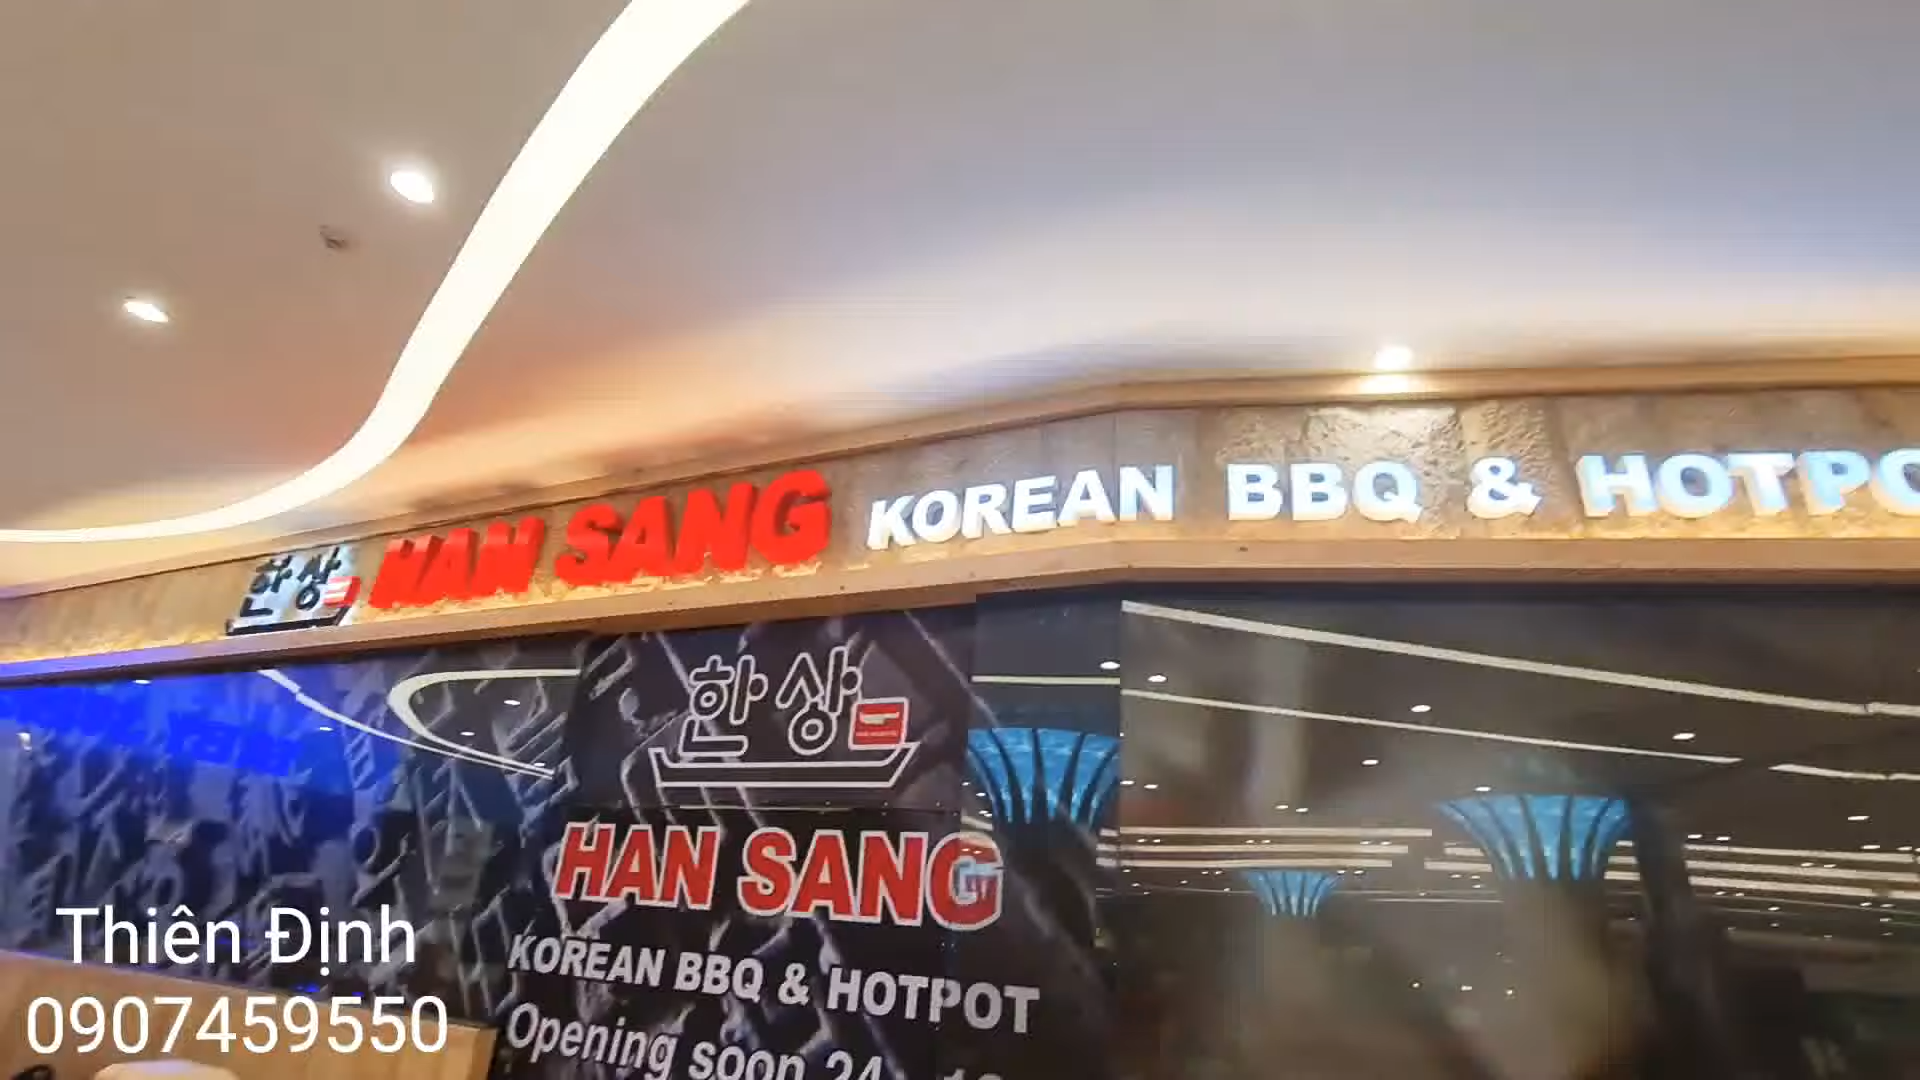 한상 HAN SANG KOREAN BBQ & HOTPO
한상
HAN SANG
KOREAN BBQ & HOTPOT
Opening soon 24
Thiên Định
0907459550